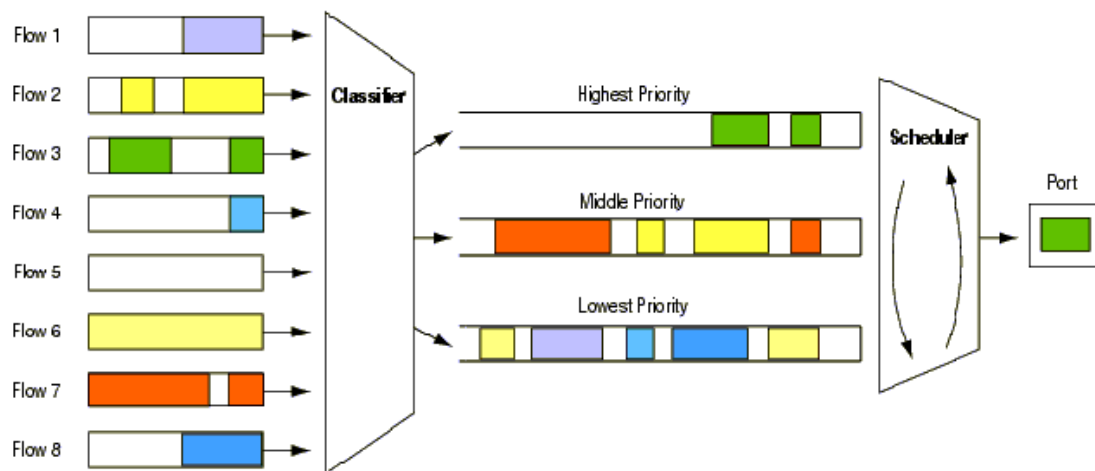 Flow 1
Flow 2
Flow 3
Flow 4
Flow 5
Flow 6
Flow 7
Flow 8
Classifier
Highest Priority
Middle Priority
Lowest Priority
Scheduler
Port